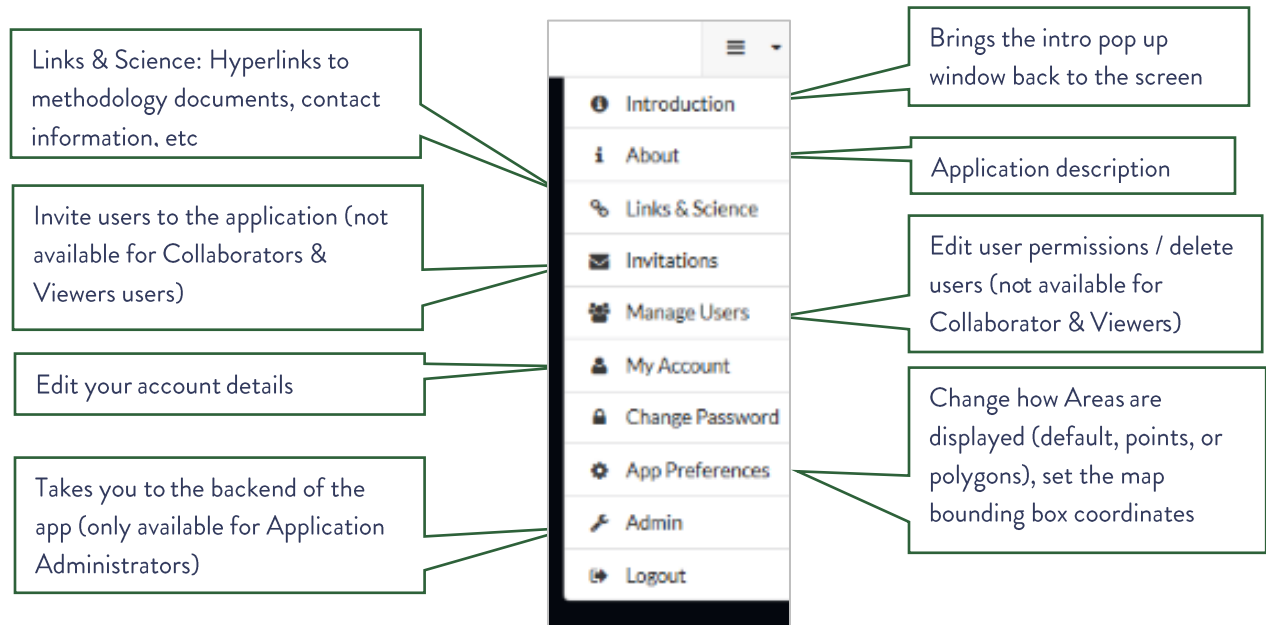 Links & Science: Hyperlinks to
methodology documents, contact
information, etc
Invite users to the application (not
available for Collaborators &
Viewers users)
Edit your account details
Takes you to the backend of the
app (only available for Application
Administrators)
Introduction
About
Links & Science
Invitations
Manage Users
My Account
Change Password
App Preferences
Admin
Logout
Brings the intro pop up
window back to the screen
Application description
Edit user permissions / delete
users (not available for
Collaborator & Viewers)
Change how Areas are
displayed (default, points, or
polygons), set the map
bounding box coordinates